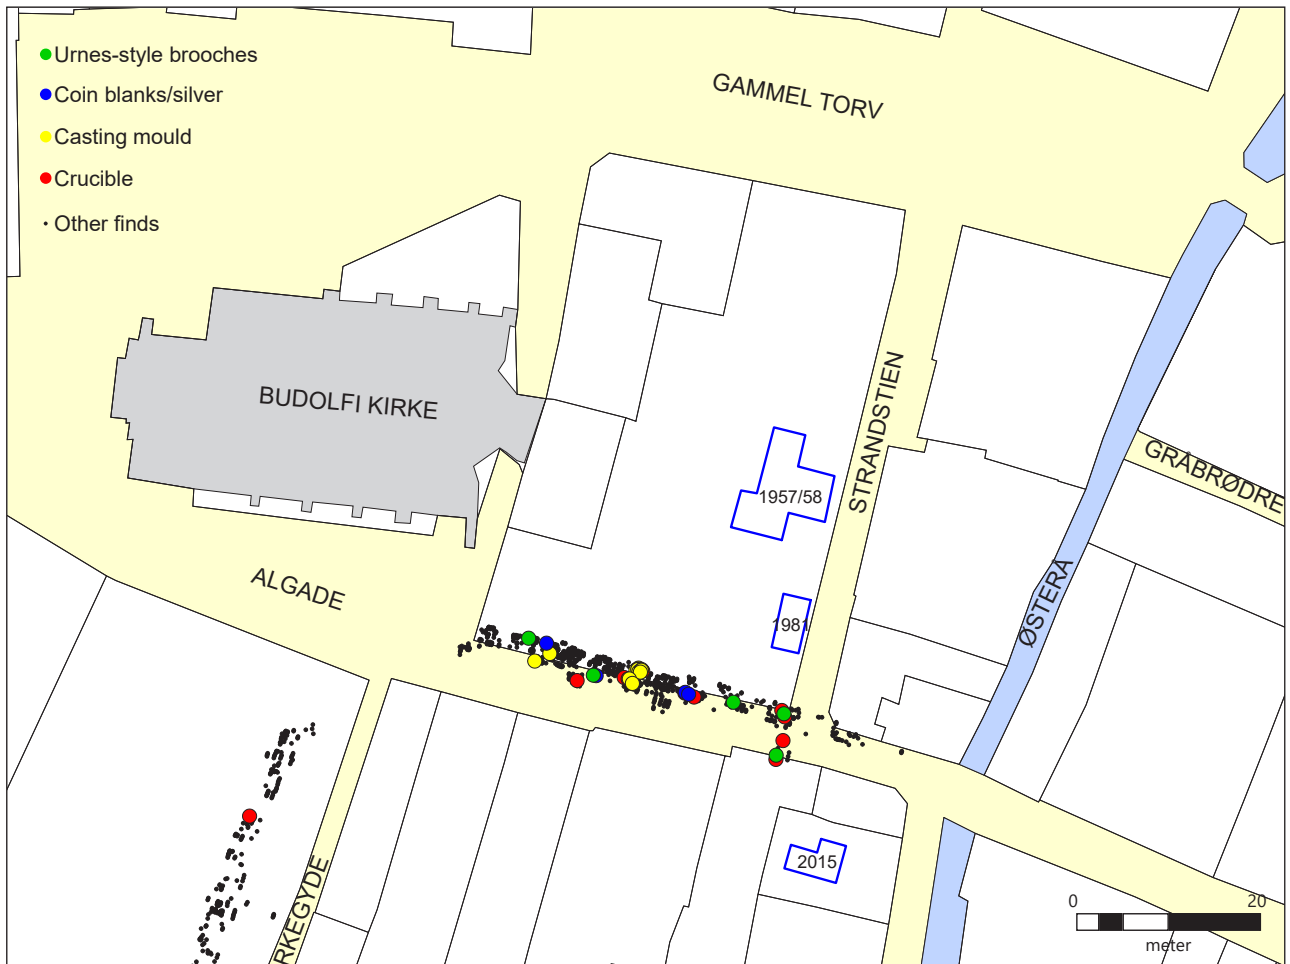 Urnes-style brooches
Coin blanks/silver
Casting mould
Crucible
Other finds
GAMMEL TORV
BUDOLFI KIRKE
STRANDSTIEN
GRÅBRØDRE
1957/58
ALGADE
ØSTERÅ
1981
2015
RKEGYDE
0 20
meter